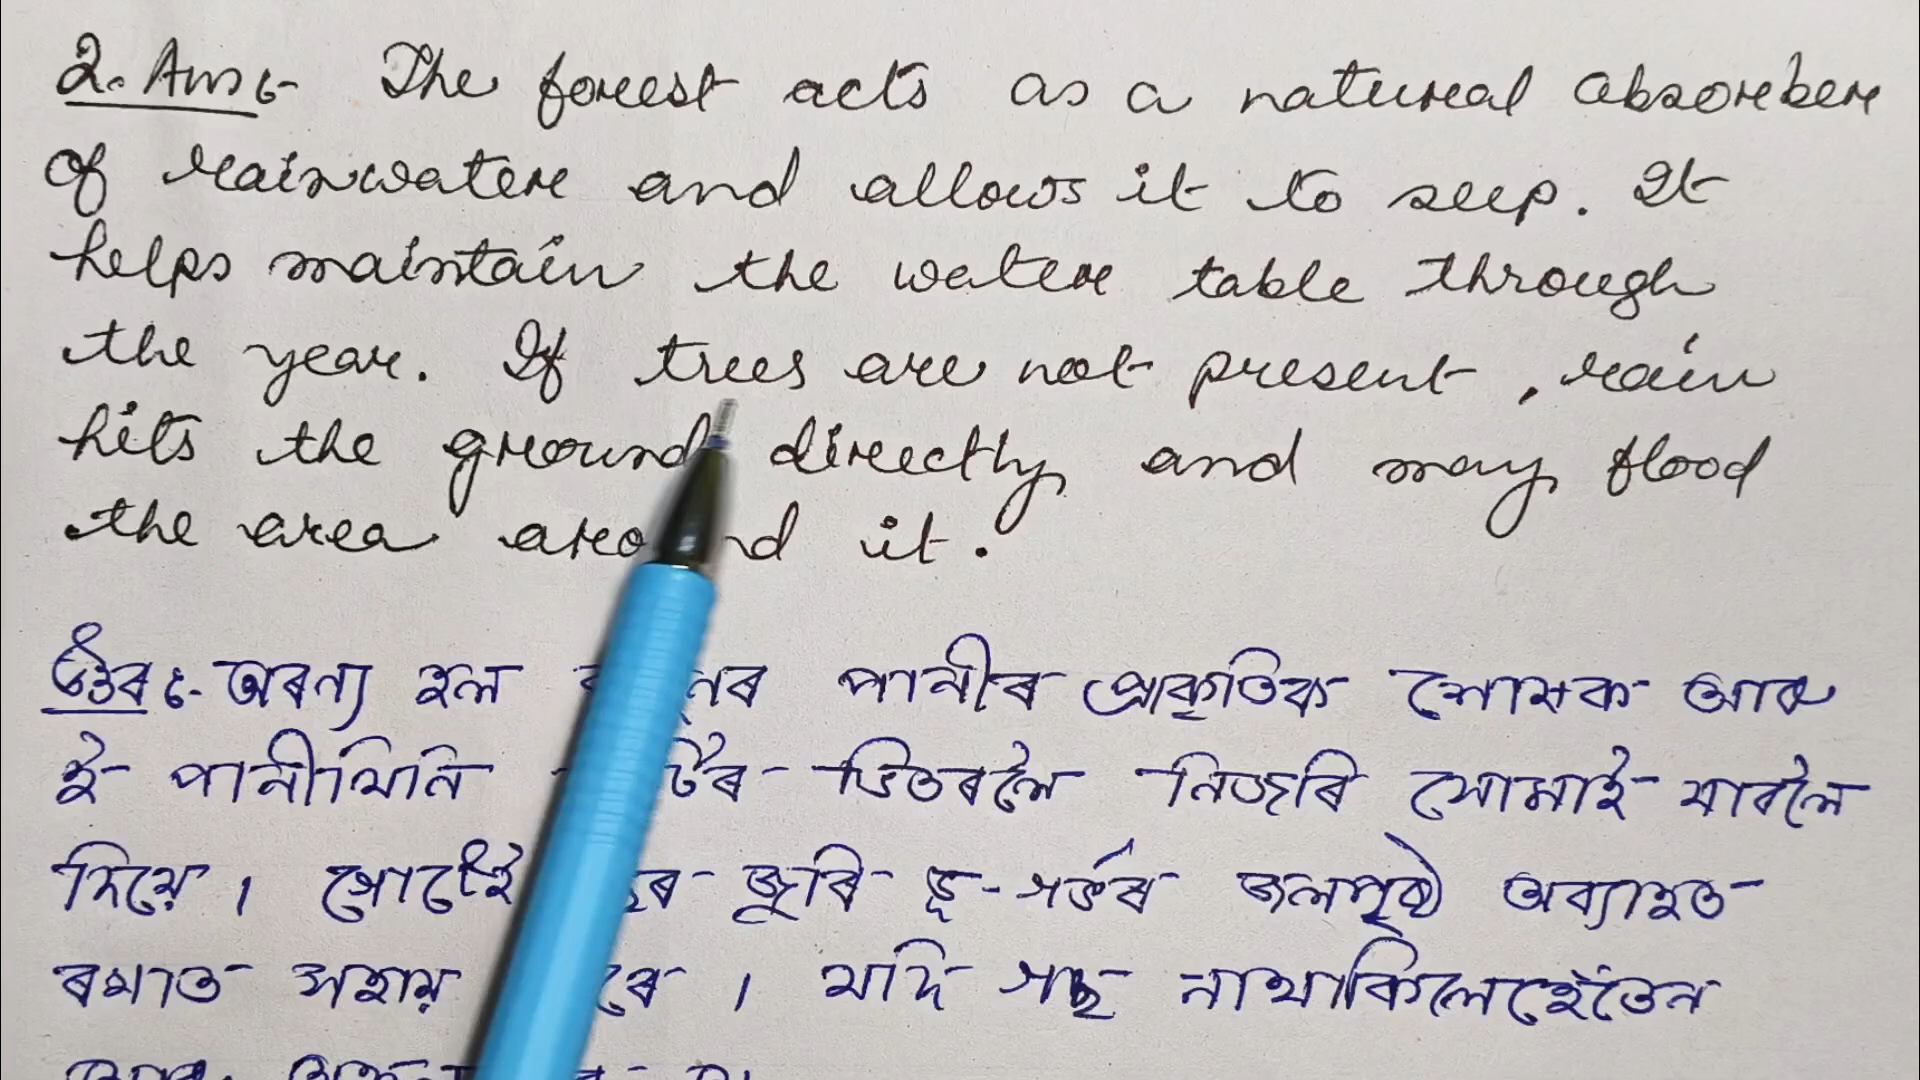 2. Ans :- The forest acts as a natural absorber
of rainwater and allows it to seep. It
helps maintain the water table through
the year. If trees are not present, rain
hits the ground directly and may flood
the area around it.
উত্তৰ :- অৰণ্য হল পানীৰ প্ৰাকৃতিক শোষক আৰু
ই পানীখিনি ভিতৰলৈ নিজৰি সোমাই যাবলৈ
দিয়ে । গোটেই জুৰি ভূ-গৰ্ভৰ জলপৃষ্ঠ অব্যাহত
ৰখাত সহায় । যদি গছ নাথাকিলেহেঁতেন